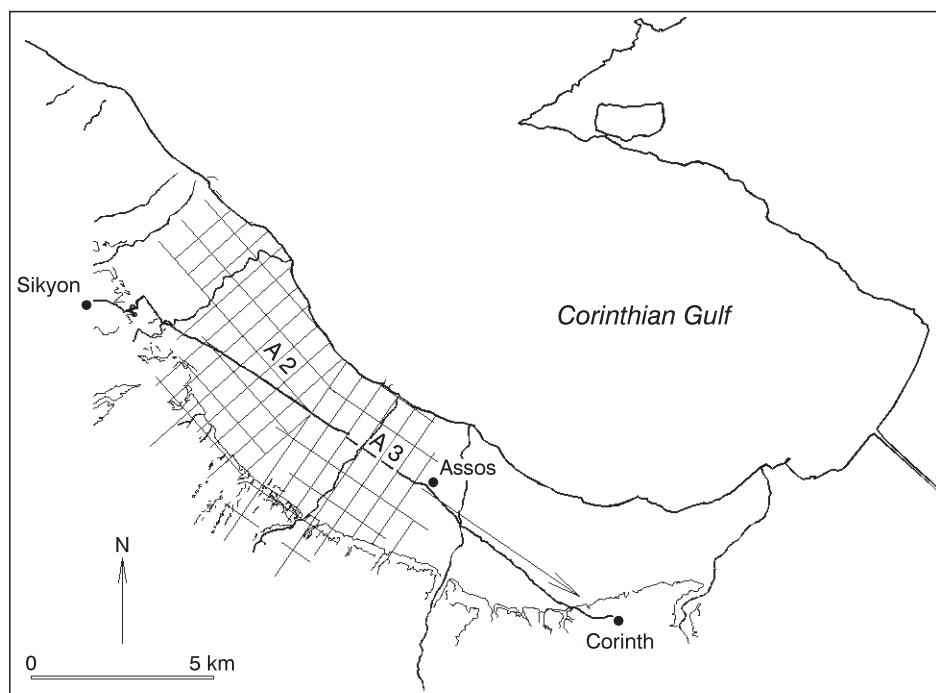 Sikyon
Corinthian Gulf
A 2
A 3
Assos
N
Corinth
0 5 km